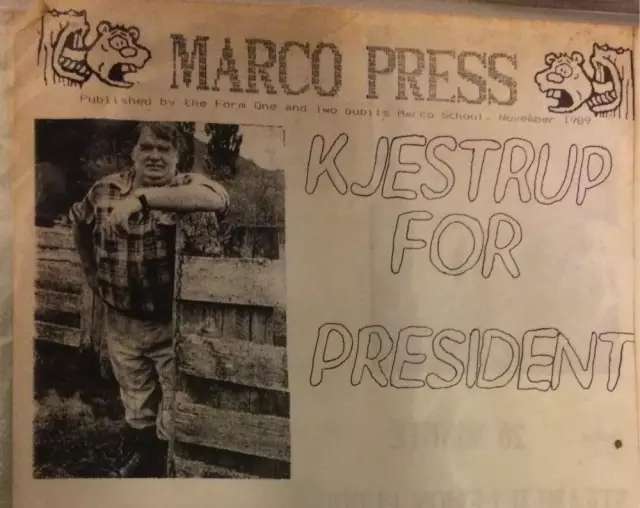 MARCO PRESS
Published by the Form One and Two pupils Marco School. November 1989
KJESTRUP
FOR
PRESIDENT